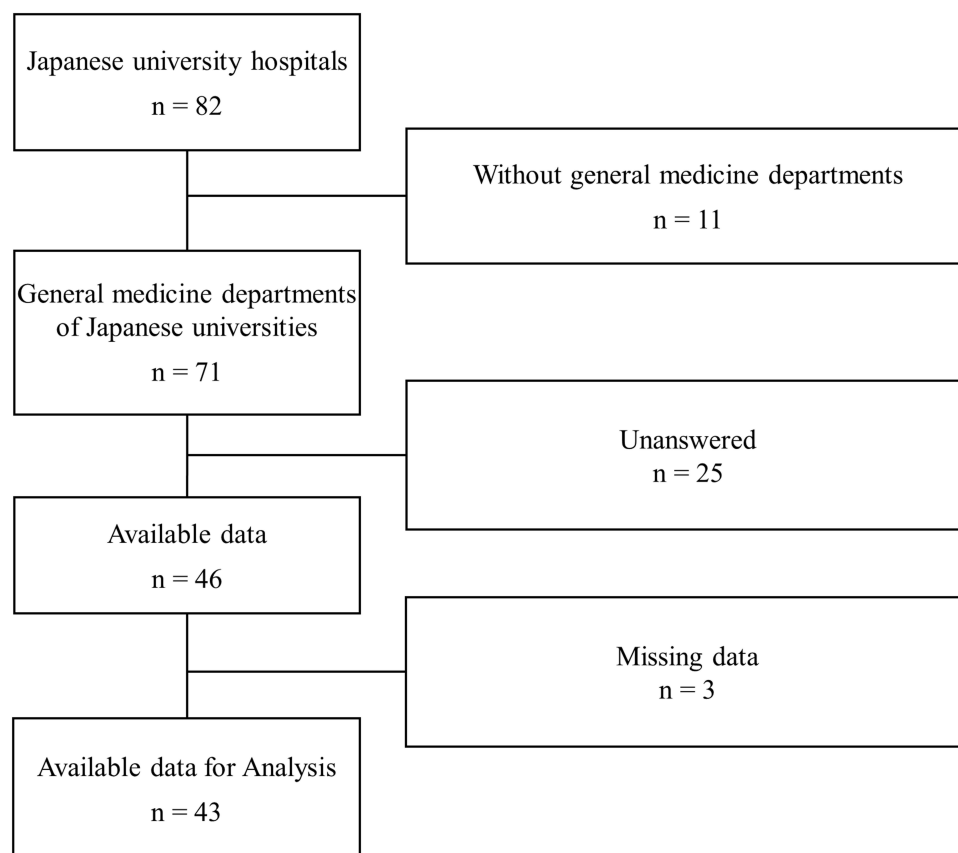 Japanese university hospitals
n = 82
Without general medicine departments
n = 11
General medicine departments
of Japanese universities
n = 71
Unanswered
n = 25
Available data
n = 46
Missing data
n = 3
Available data for Analysis
n = 43